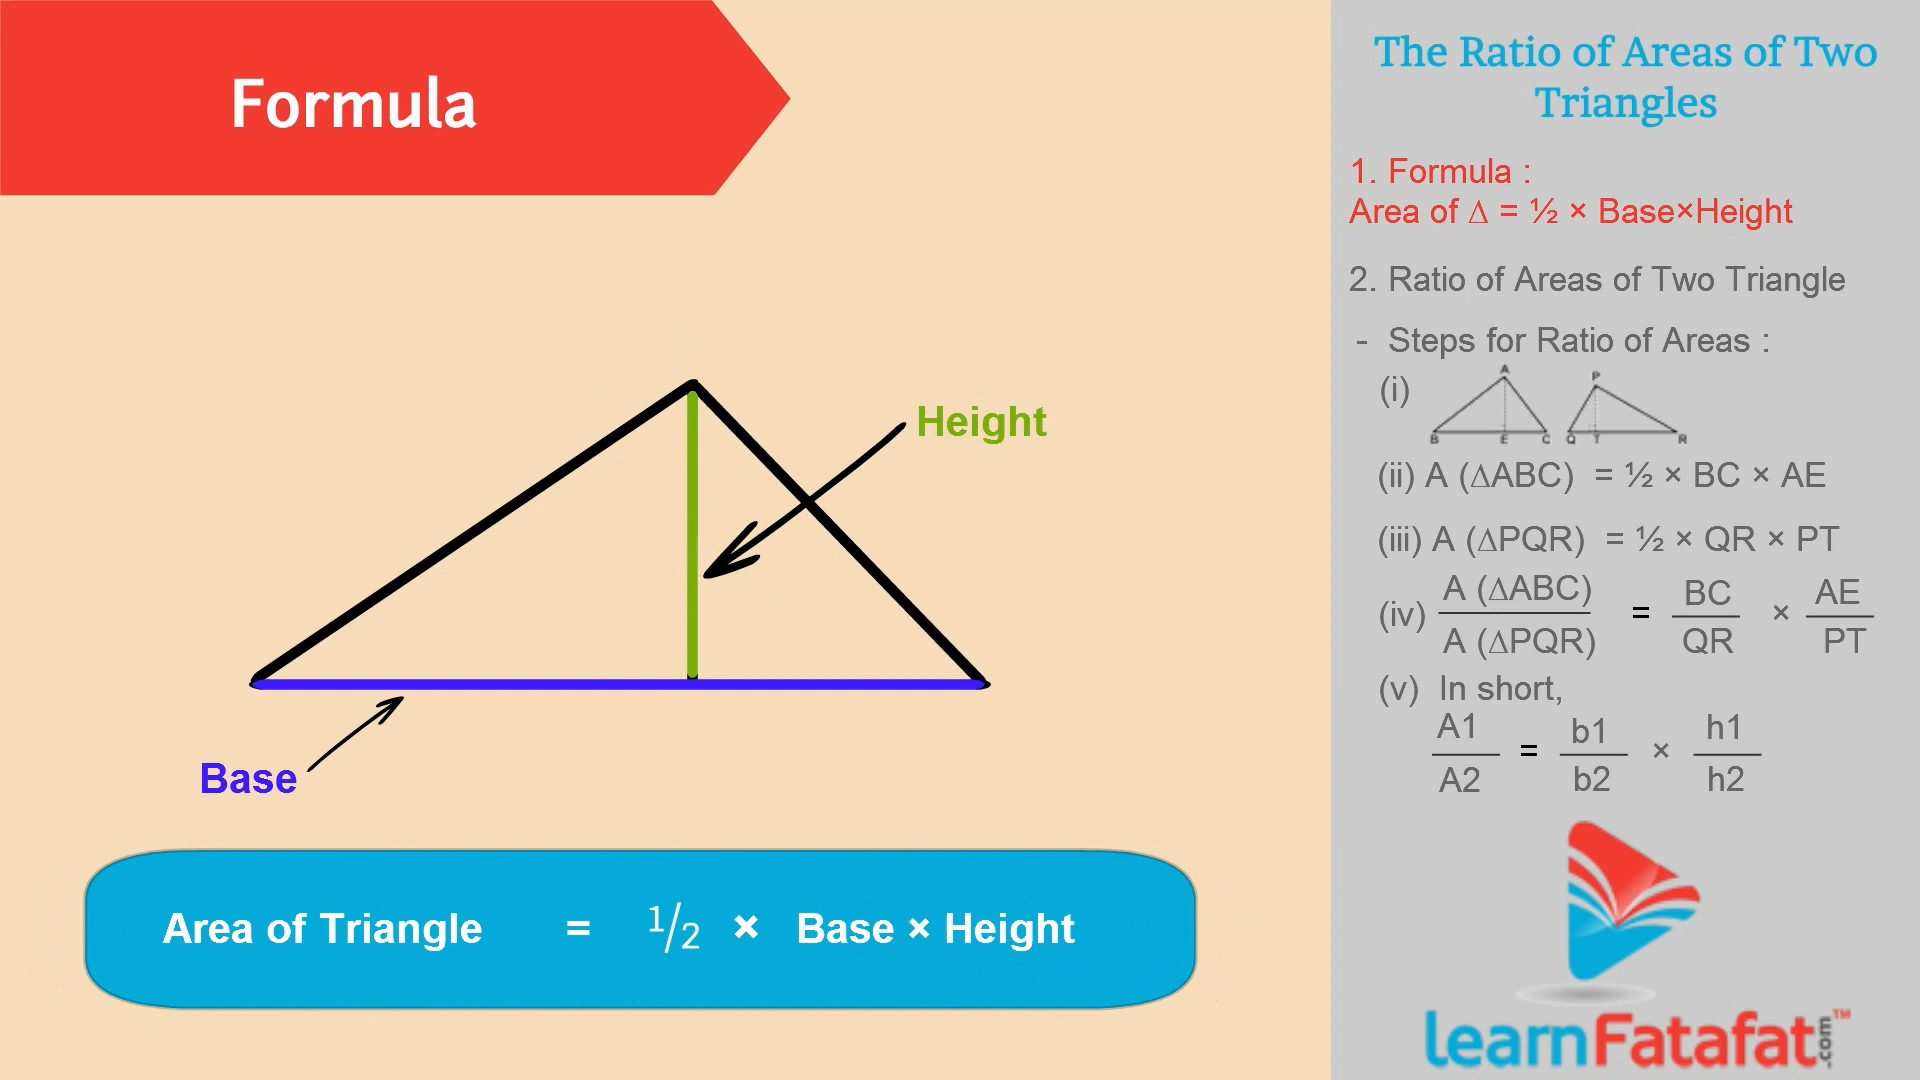 Formula
Height
Base
Area of Triangle = 1/2 × Base × Height
The Ratio of Areas of Two
Triangles
1. Formula :
Area of ∆ = ½ × Base×Height
2. Ratio of Areas of Two Triangle
- Steps for Ratio of Areas :
(i)
A P
B E C Q T R
(ii) A (∆ABC) = ½ × BC × AE
(iii) A (∆PQR) = ½ × QR × PT
(iv) A (∆ABC) / A (∆PQR) = BC / QR × AE / PT
(v) In short,
A1 / A2 = b1 / b2 × h1 / h2
learnFatafat.com™